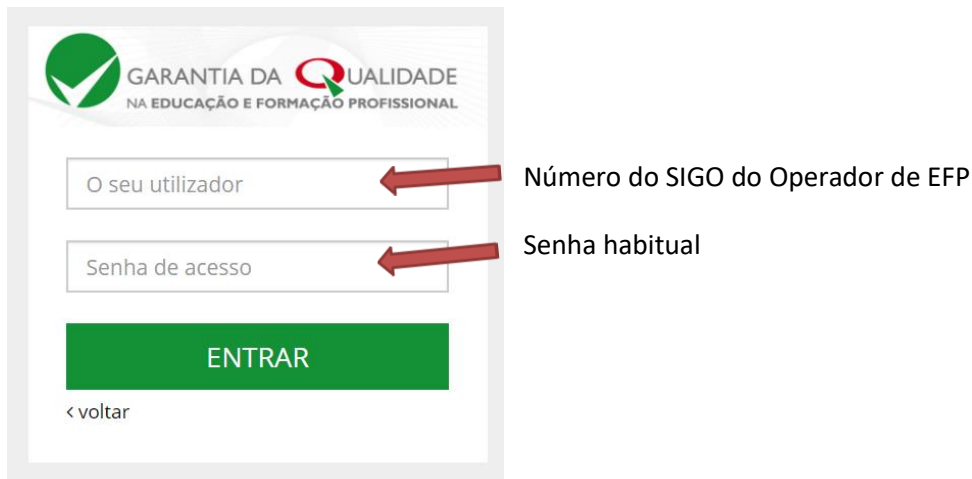 GARANTIA DA QUALIDADE
NA EDUCAÇÃO E FORMAÇÃO PROFISSIONAL
O seu utilizador
Número do SIGO do Operador de EFP
Senha de acesso
Senha habitual
ENTRAR
‹ voltar